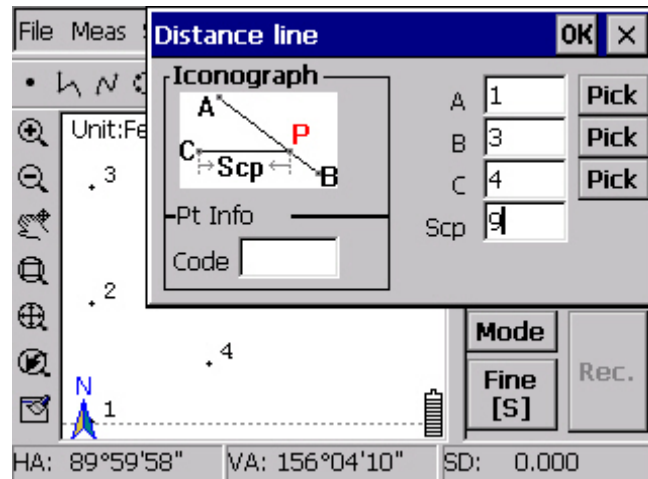 File Meas
Distance line
OK
Iconograph
A
C
P
Scp
B
Pt Info
Code
A 1 Pick
B 3 Pick
C 4 Pick
Scp 9
Unit:Fe
3
2
4
N
1
Mode
Fine
[S]
Rec.
HA: 89°59'58" VA: 156°04'10" SD: 0.000